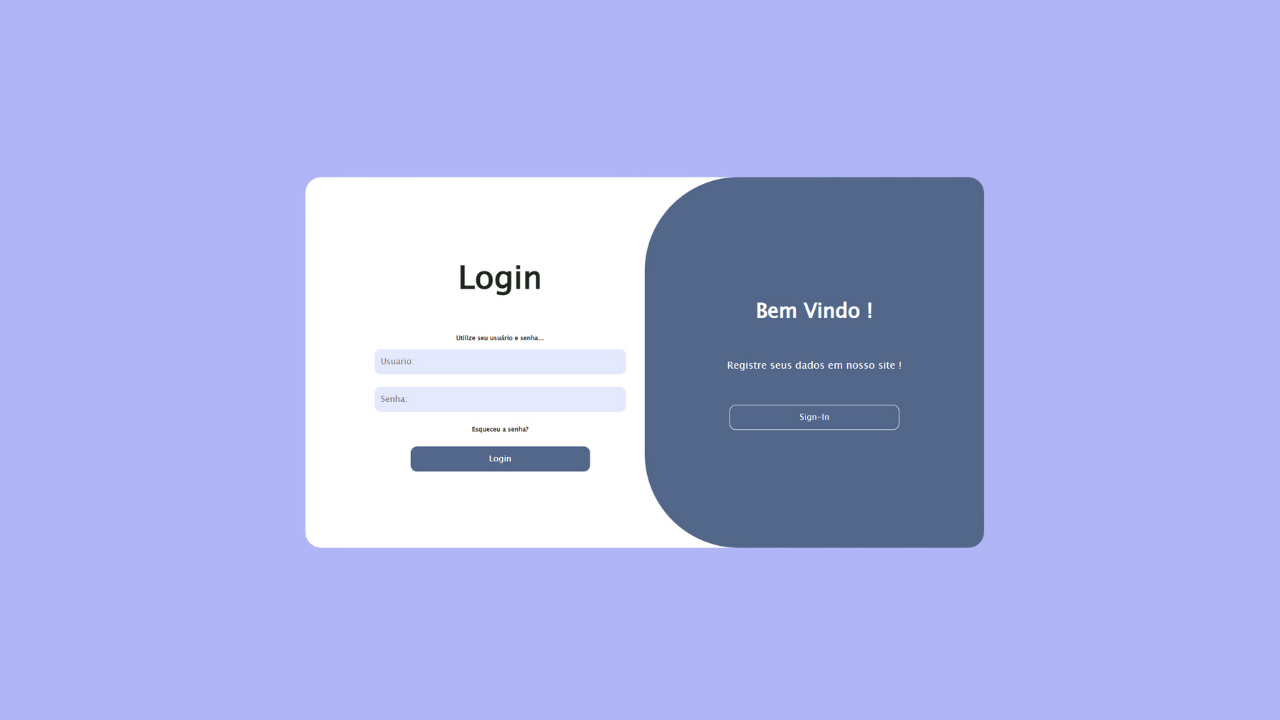 Login
Utilize seu usuário e senha...
Usuario:
Senha:
Esqueceu a senha?
Login
Bem Vindo !
Registre seus dados em nosso site !
Sign-In